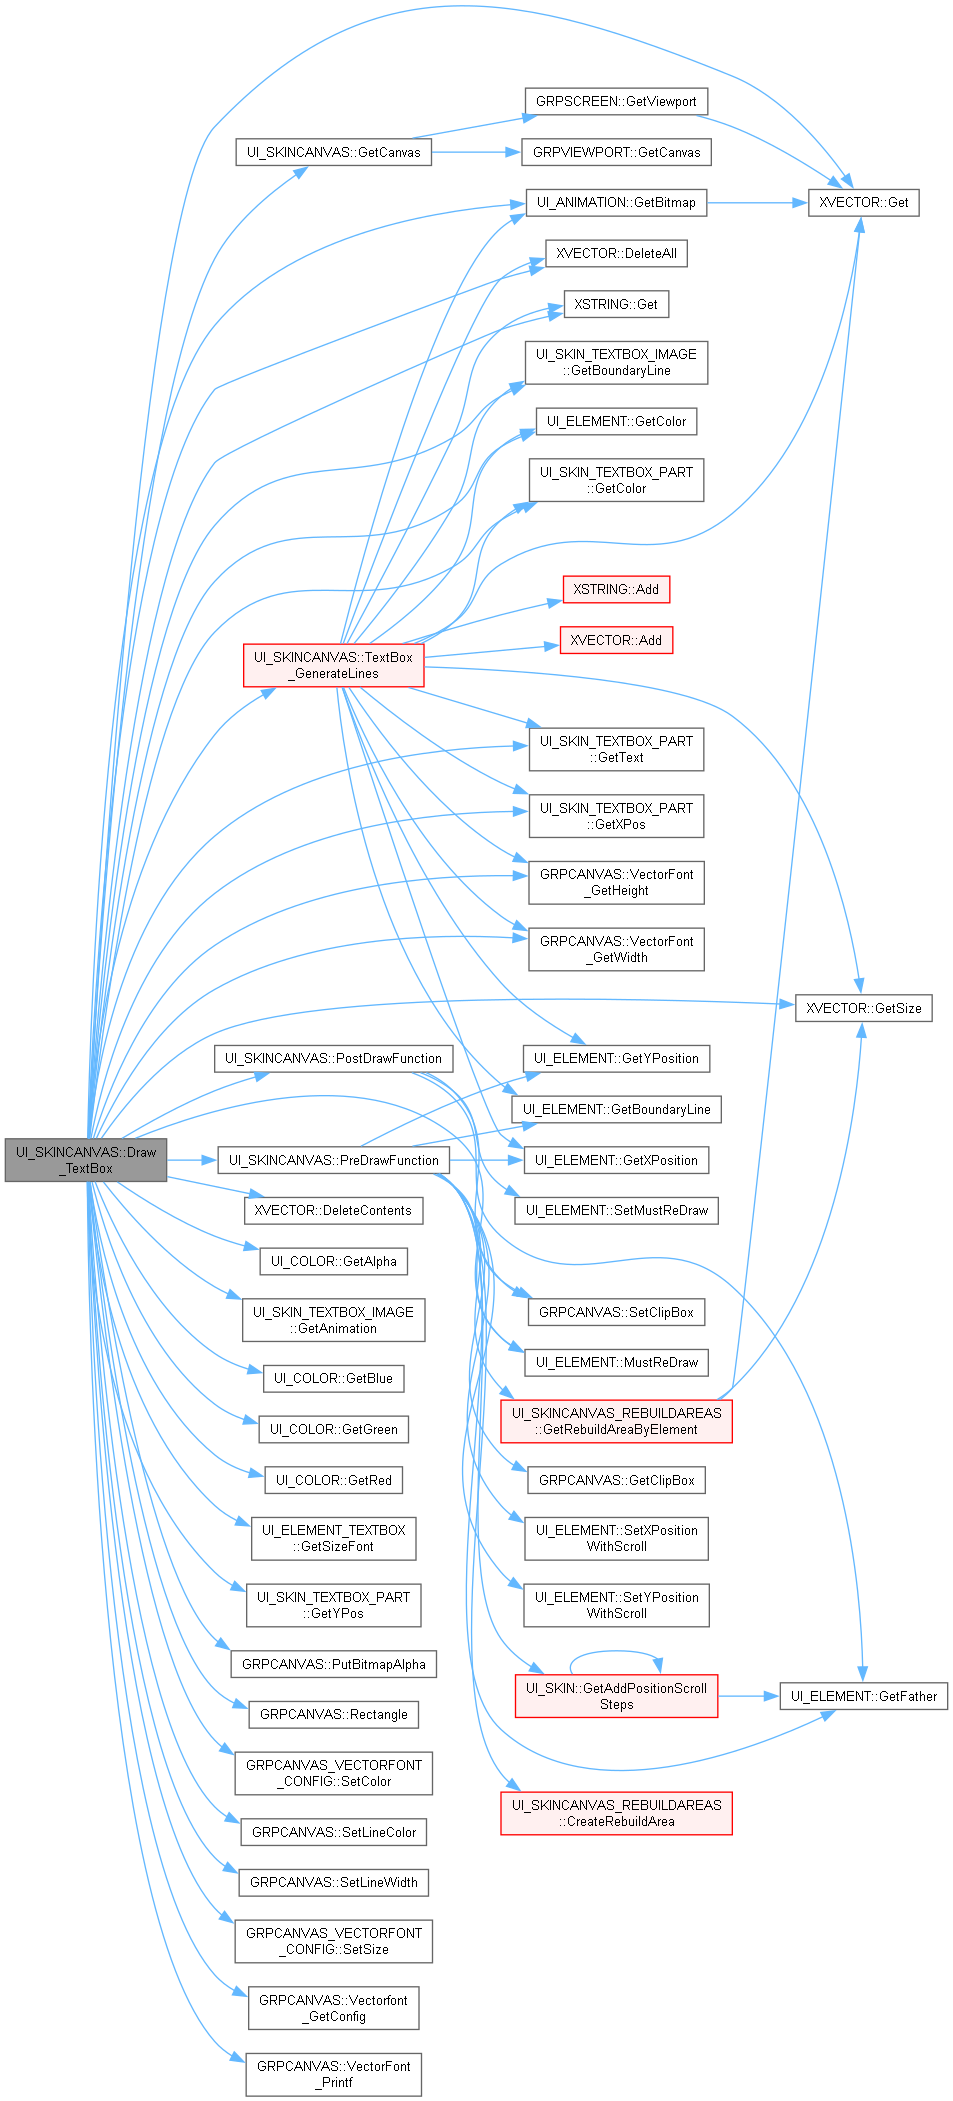 GRPSCREEN::GetViewport
UI_SKINCANVAS::GetCanvas
GRPVIEWPORT::GetCanvas
UI_ANIMATION::GetBitmap
XVECTOR::Get
XVECTOR::DeleteAll
XSTRING::Get
UI_SKIN_TEXTBOX_IMAGE
::GetBoundaryLine
UI_ELEMENT::GetColor
UI_SKIN_TEXTBOX_PART
::GetColor
XSTRING::Add
XVECTOR::Add
UI_SKINCANVAS::TextBox
_GenerateLines
UI_SKIN_TEXTBOX_PART
::GetText
UI_SKIN_TEXTBOX_PART
::GetXPos
GRPCANVAS::VectorFont
_GetHeight
GRPCANVAS::VectorFont
_GetWidth
XVECTOR::GetSize
UI_SKINCANVAS::PostDrawFunction
UI_ELEMENT::GetYPosition
UI_ELEMENT::GetBoundaryLine
UI_SKINCANVAS::Draw
_TextBox
UI_SKINCANVAS::PreDrawFunction
UI_ELEMENT::GetXPosition
XVECTOR::DeleteContents
UI_ELEMENT::SetMustReDraw
UI_COLOR::GetAlpha
UI_SKIN_TEXTBOX_IMAGE
::GetAnimation
GRPCANVAS::SetClipBox
UI_COLOR::GetBlue
UI_ELEMENT::MustReDraw
UI_COLOR::GetGreen
UI_SKINCANVAS_REBUILDAREAS
::GetRebuildAreaByElement
UI_COLOR::GetRed
GRPCANVAS::GetClipBox
UI_ELEMENT_TEXTBOX
::GetSizeFont
UI_ELEMENT::SetXPosition
WithScroll
UI_SKIN_TEXTBOX_PART
::GetYPos
UI_ELEMENT::SetYPosition
WithScroll
GRPCANVAS::PutBitmapAlpha
UI_SKIN::GetAddPositionScroll
Steps
UI_ELEMENT::GetFather
GRPCANVAS::Rectangle
GRPCANVAS_VECTORFONT
_CONFIG::SetColor
UI_SKINCANVAS_REBUILDAREAS
::CreateRebuildArea
GRPCANVAS::SetLineColor
GRPCANVAS::SetLineWidth
GRPCANVAS_VECTORFONT
_CONFIG::SetSize
GRPCANVAS::Vectorfont
_GetConfig
GRPCANVAS::VectorFont
_Printf